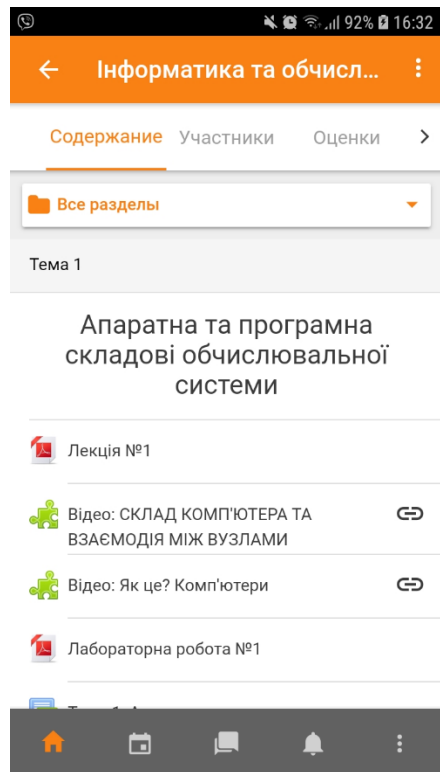 92% 16:32
Інформатика та обчисл...
Содержание Участники Оценки
Все разделы
Тема 1
Апаратна та програмна
складові обчислювальної
системи
Лекція №1
Відео: СКЛАД КОМП'ЮТЕРА ТА
ВЗАЄМОДІЯ МІЖ ВУЗЛАМИ
Відео: Як це? Комп'ютери
Лабораторна робота №1